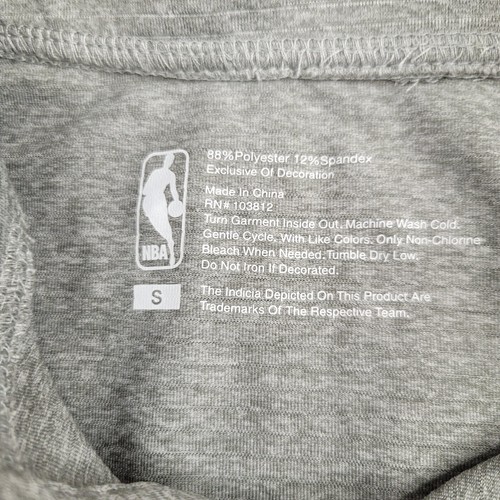 88%Polyester 12%Spandex
Exclusive Of Decoration
Made In China
RN# 103812
Turn Garment Inside Out. Machine Wash Cold.
Gentle Cycle. With Like Colors. Only Non-Chlorine
Bleach When Needed. Tumble Dry Low.
Do Not Iron If Decorated.
NBA
S
The Indicia Depicted On This Product Are
Trademarks Of The Respective Team.